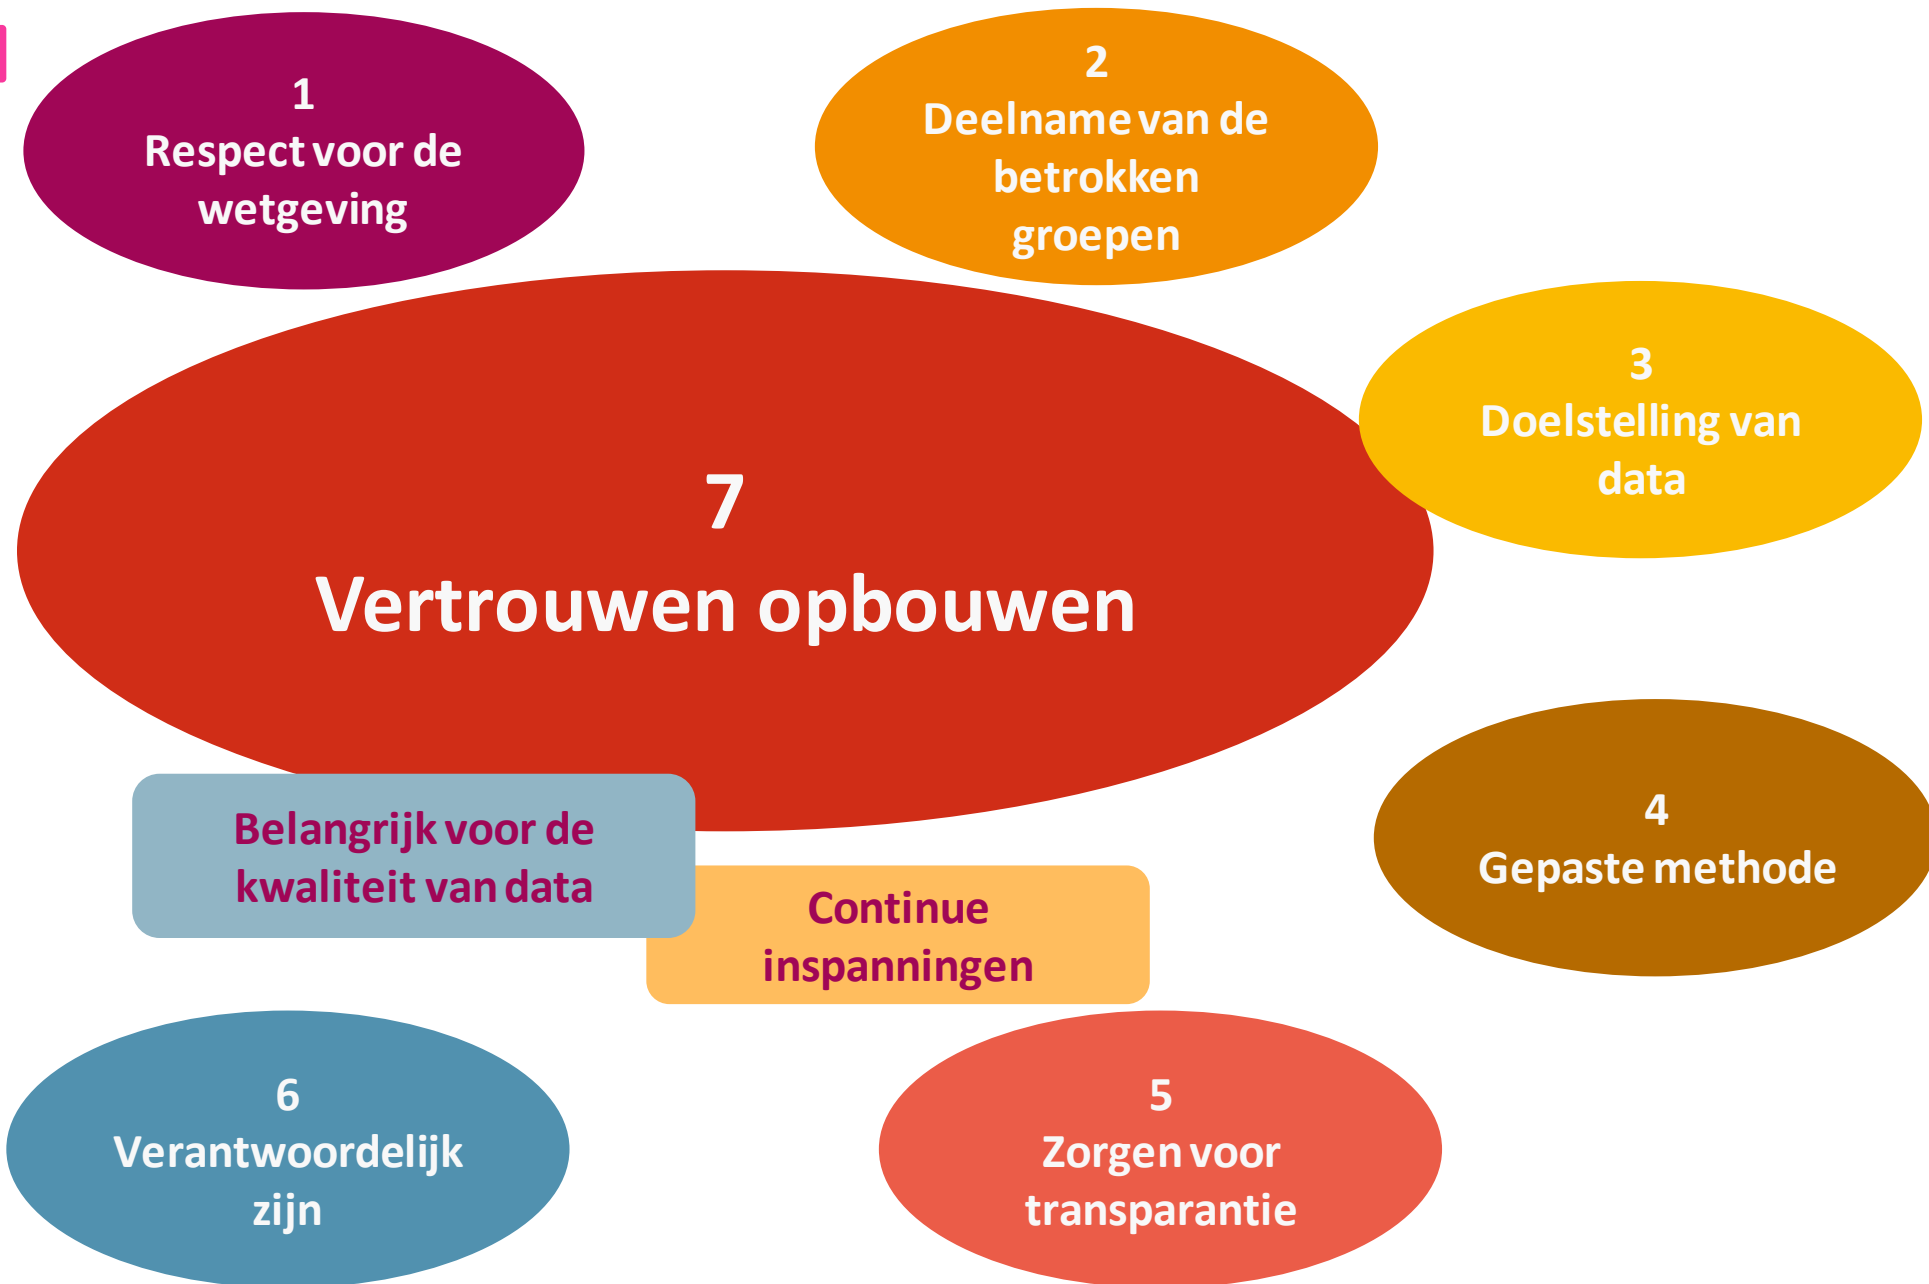 1
Respect voor de
wetgeving
2
Deelname van de
betrokken
groepen
3
Doelstelling van
data
7
Vertrouwen opbouwen
4
Gepaste methode
Belangrijk voor de
kwaliteit van data
Continue
inspanningen
6
Verantwoordelijk
zijn
5
Zorgen voor
transparantie